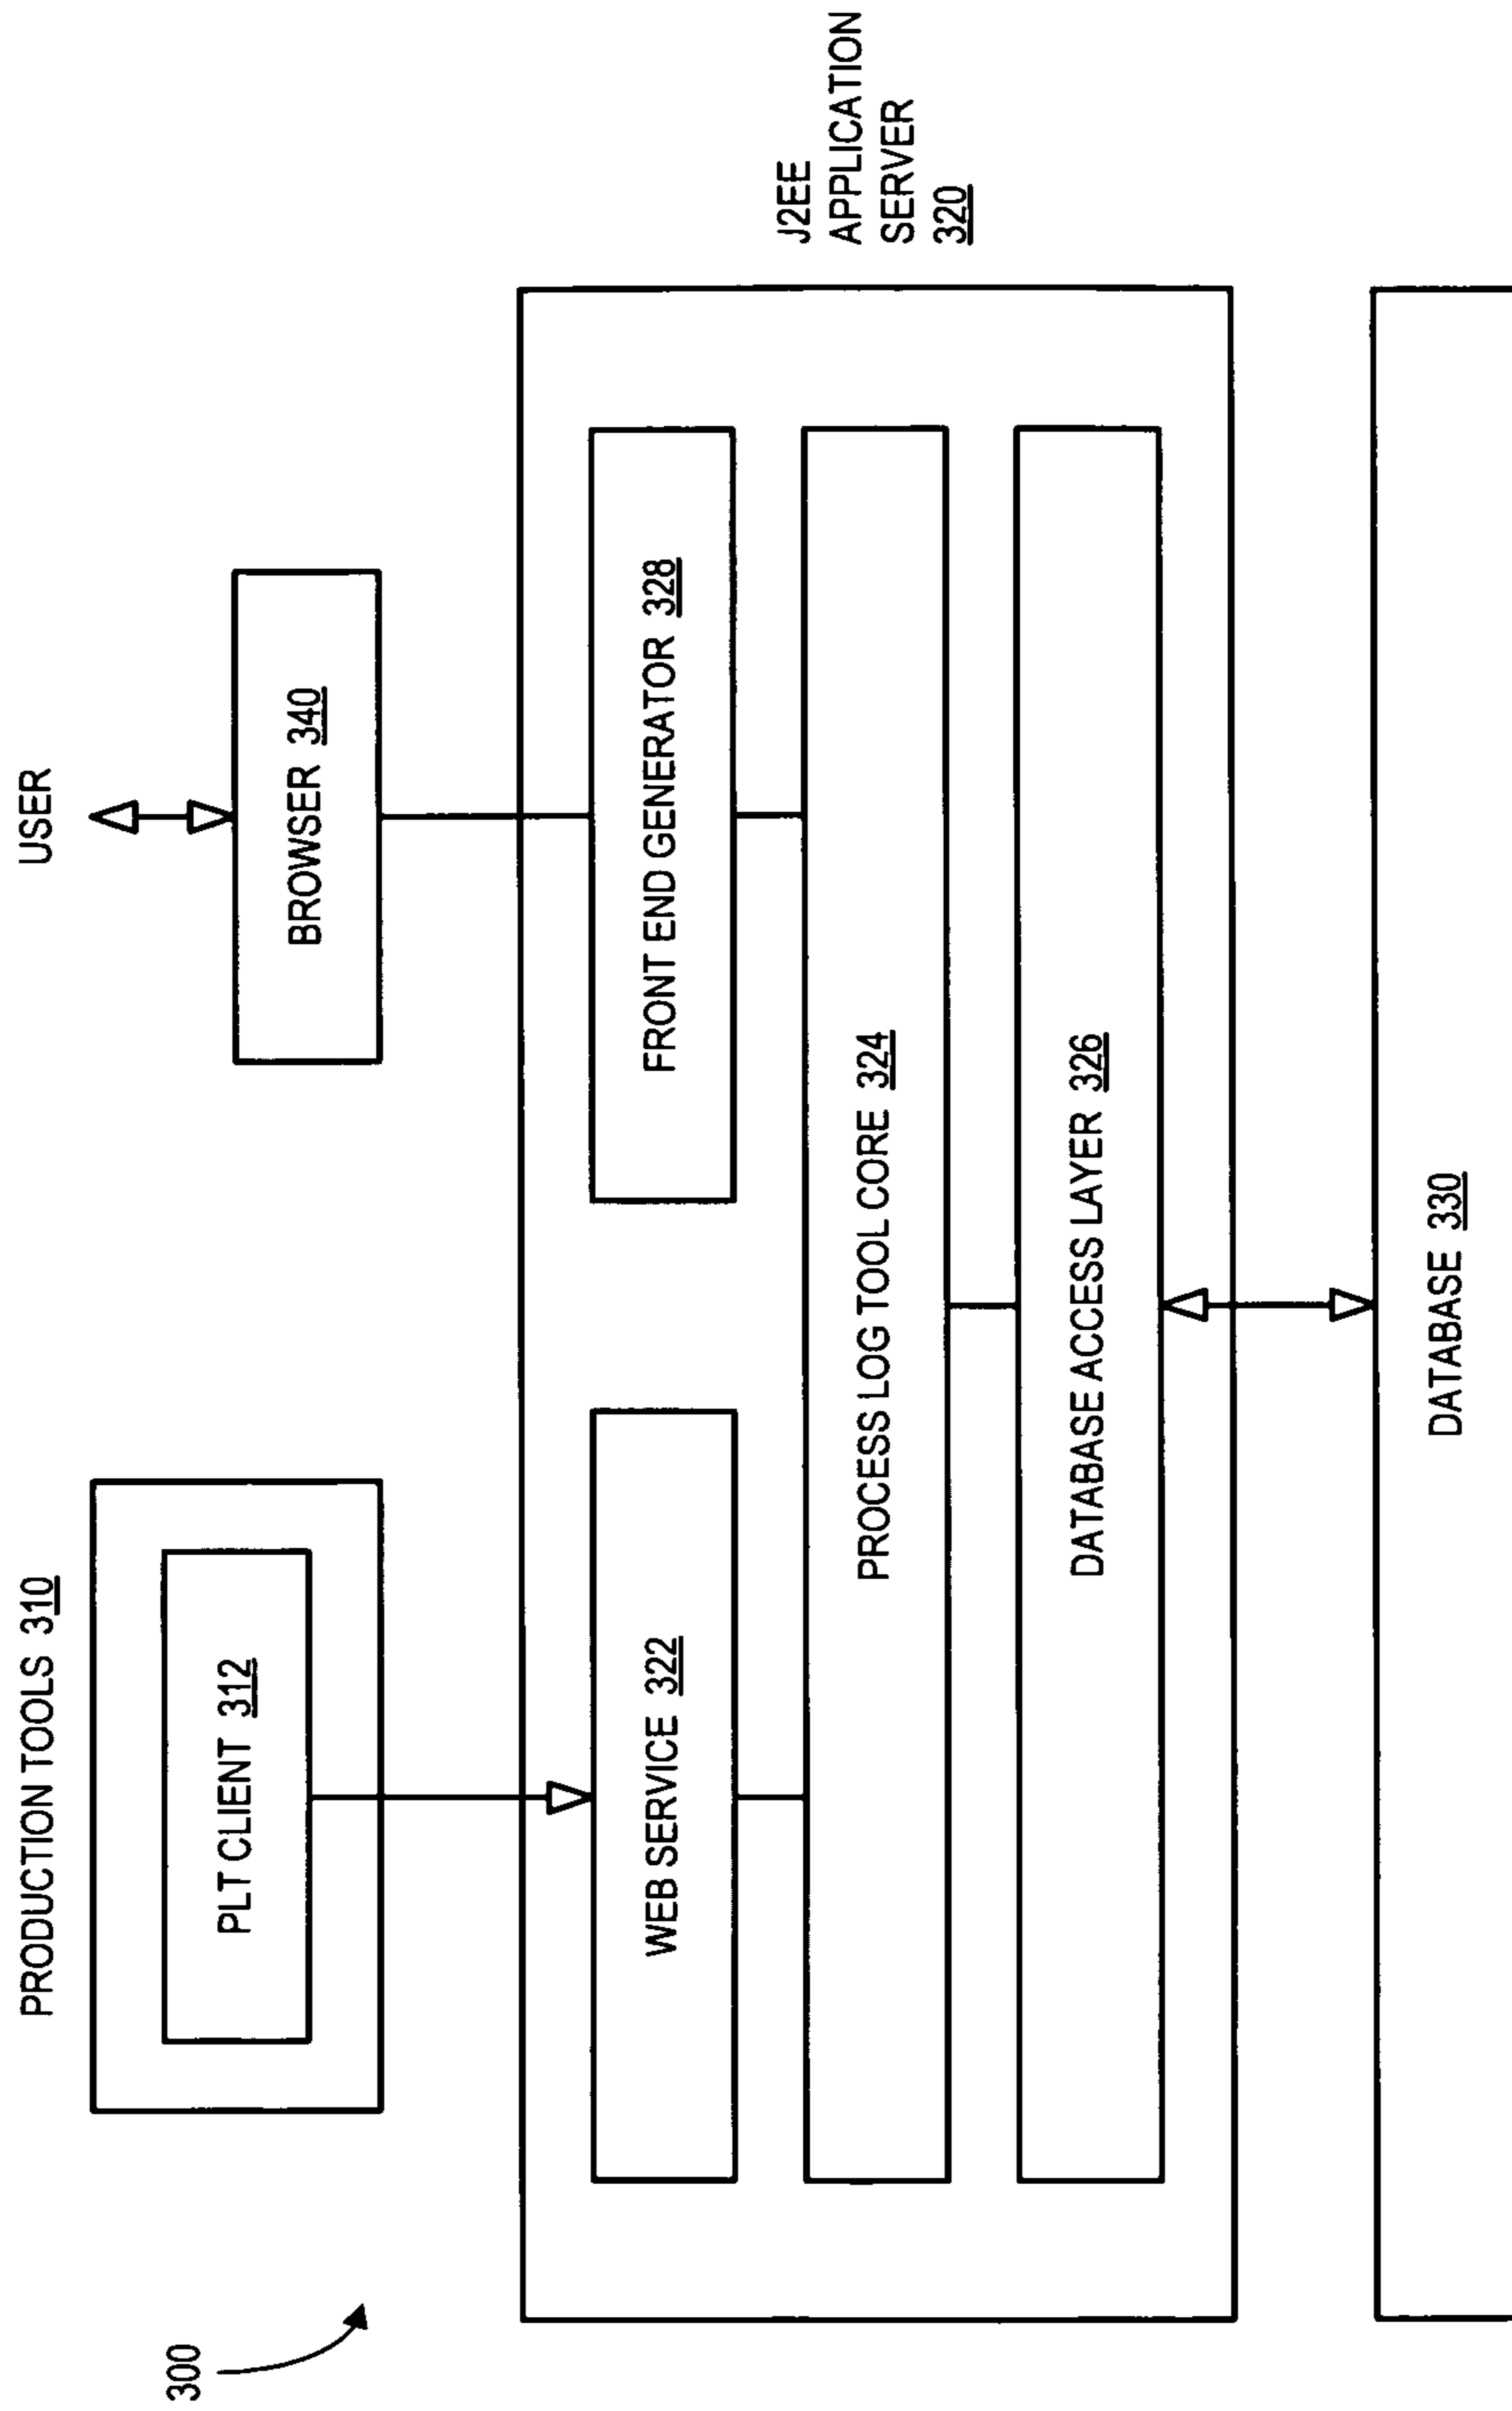 300
PRODUCTION TOOLS 310
USER
PLT CLIENT 312
BROWSER 340
WEB SERVICE 322
FRONT END GENERATOR 328
PROCESS LOG TOOL CORE 324
DATABASE ACCESS LAYER 326
J2EE
APPLICATION
SERVER
320
DATABASE 330